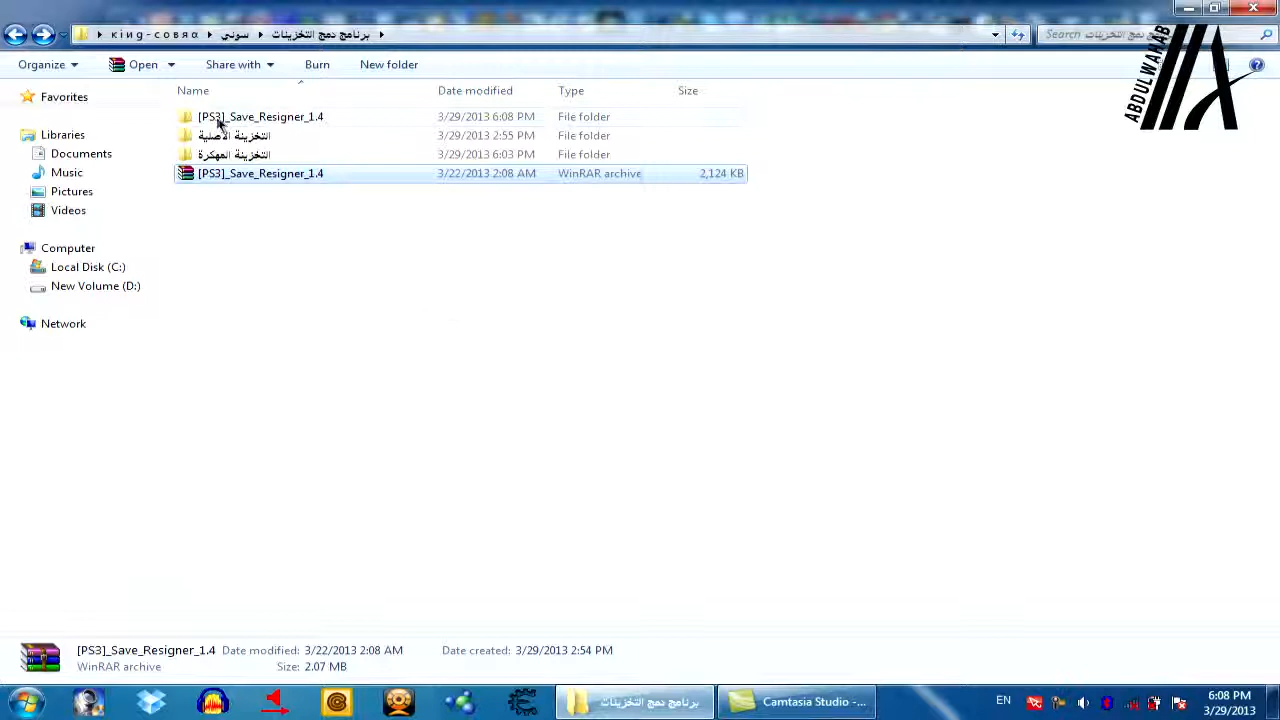 кıng-coвяα ▸ سوني ▸ برنامج دمج التخزينات
Search برنامج دمج التخزينات
Organize Open Share with Burn New folder
ABDULWAHAB
Name Date modified Type Size
Favorites
Libraries
Documents
Music
Pictures
Videos
Computer
Local Disk (C:)
New Volume (D:)
Network
[PS3]_Save_Resigner_1.4 3/29/2013 6:08 PM File folder
التخزينة الأصلية 3/29/2013 2:55 PM File folder
التخزينة المهكرة 3/29/2013 6:03 PM File folder
[PS3]_Save_Resigner_1.4 3/22/2013 2:08 AM WinRAR archive 2,124 KB
[PS3]_Save_Resigner_1.4 Date modified: 3/22/2013 2:08 AM Date created: 3/29/2013 2:54 PM
WinRAR archive Size: 2.07 MB
برنامج دمج التخزينات
Camtasia Studio -...
EN
6:08 PM
3/29/2013